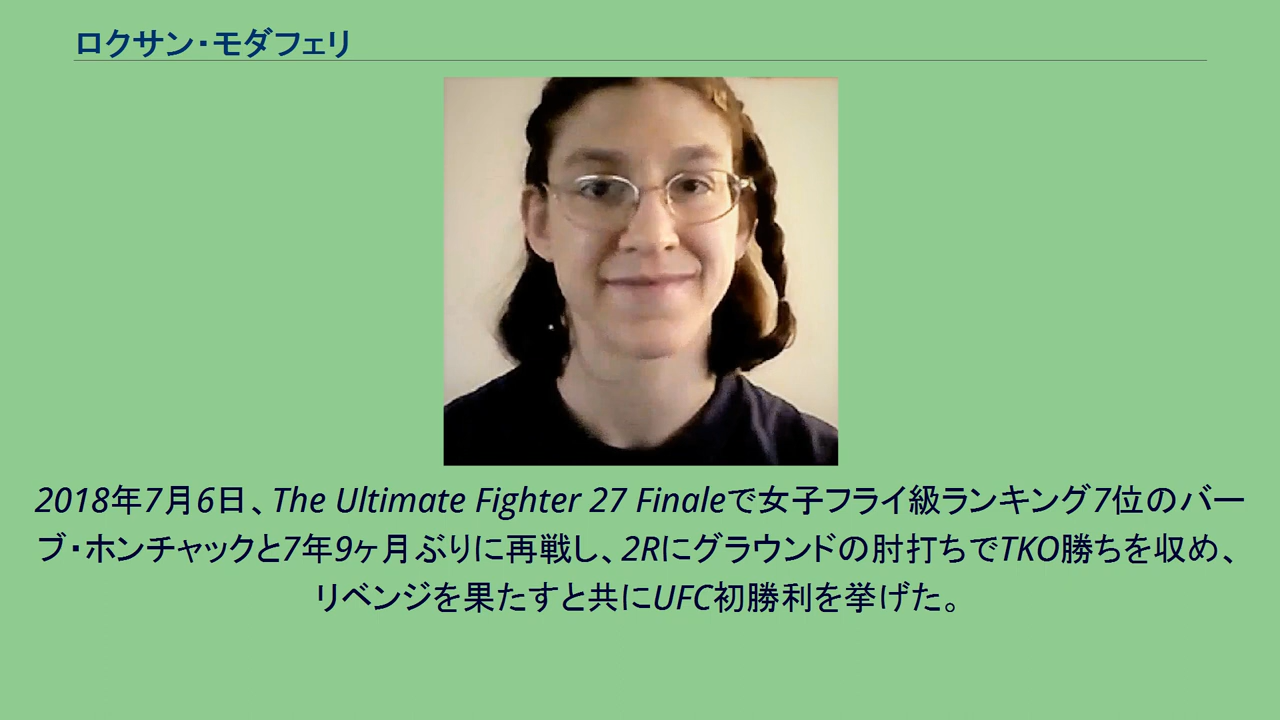 ロクサン・モダフェリ
2018年7月6日、The Ultimate Fighter 27 Finaleで女子フライ級ランキング7位のバー
ブ・ホンチャックと7年9ヶ月ぶりに再戦し、2Rにグラウンドの肘打ちでTKO勝ちを収め、
リベンジを果たすと共にUFC初勝利を挙げた。